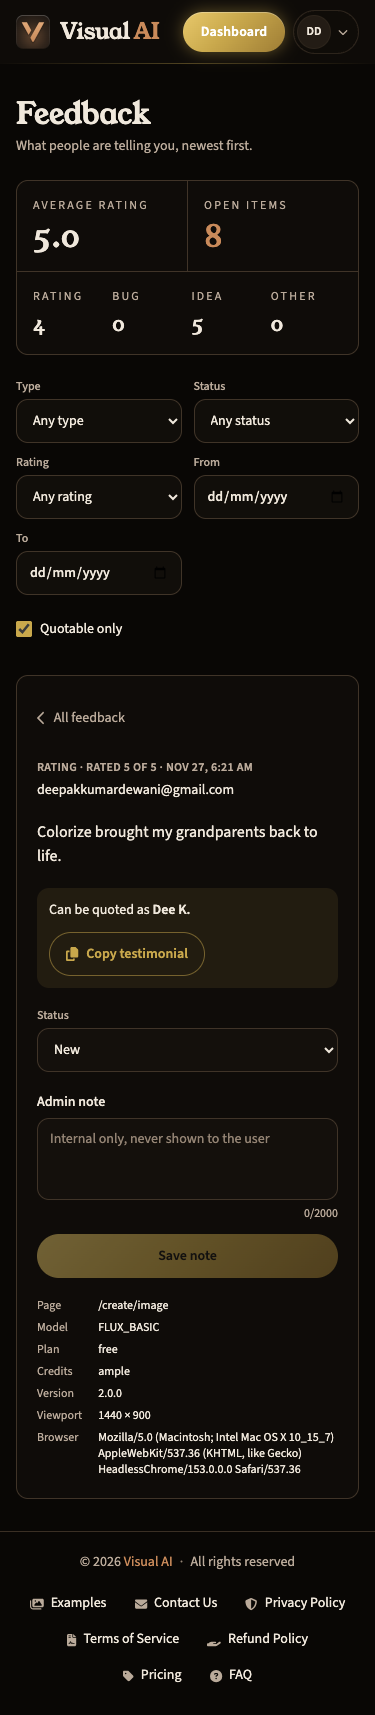 Visual AI
Dashboard
DD
Feedback
What people are telling you, newest first.
AVERAGE RATING
5.0
OPEN ITEMS
8
RATING
4
BUG
0
IDEA
5
OTHER
0
Type
Any type
Status
Any status
Rating
Any rating
From
dd/mm/yyyy
To
dd/mm/yyyy
Quotable only
All feedback
RATING · RATED 5 OF 5 · NOV 27, 6:21 AM
deepakkumardewani@gmail.com
Colorize brought my grandparents back to
life.
Can be quoted as Dee K.
Copy testimonial
Status
New
Admin note
Internal only, never shown to the user
0/2000
Save note
Page /create/image
Model FLUX_BASIC
Plan free
Credits ample
Version 2.0.0
Viewport 1440 × 900
Browser Mozilla/5.0 (Macintosh; Intel Mac OS X 10_15_7)
AppleWebKit/537.36 (KHTML, like Gecko)
HeadlessChrome/153.0.0.0 Safari/537.36
© 2026 Visual AI · All rights reserved
Examples Contact Us Privacy Policy
Terms of Service Refund Policy
Pricing FAQ